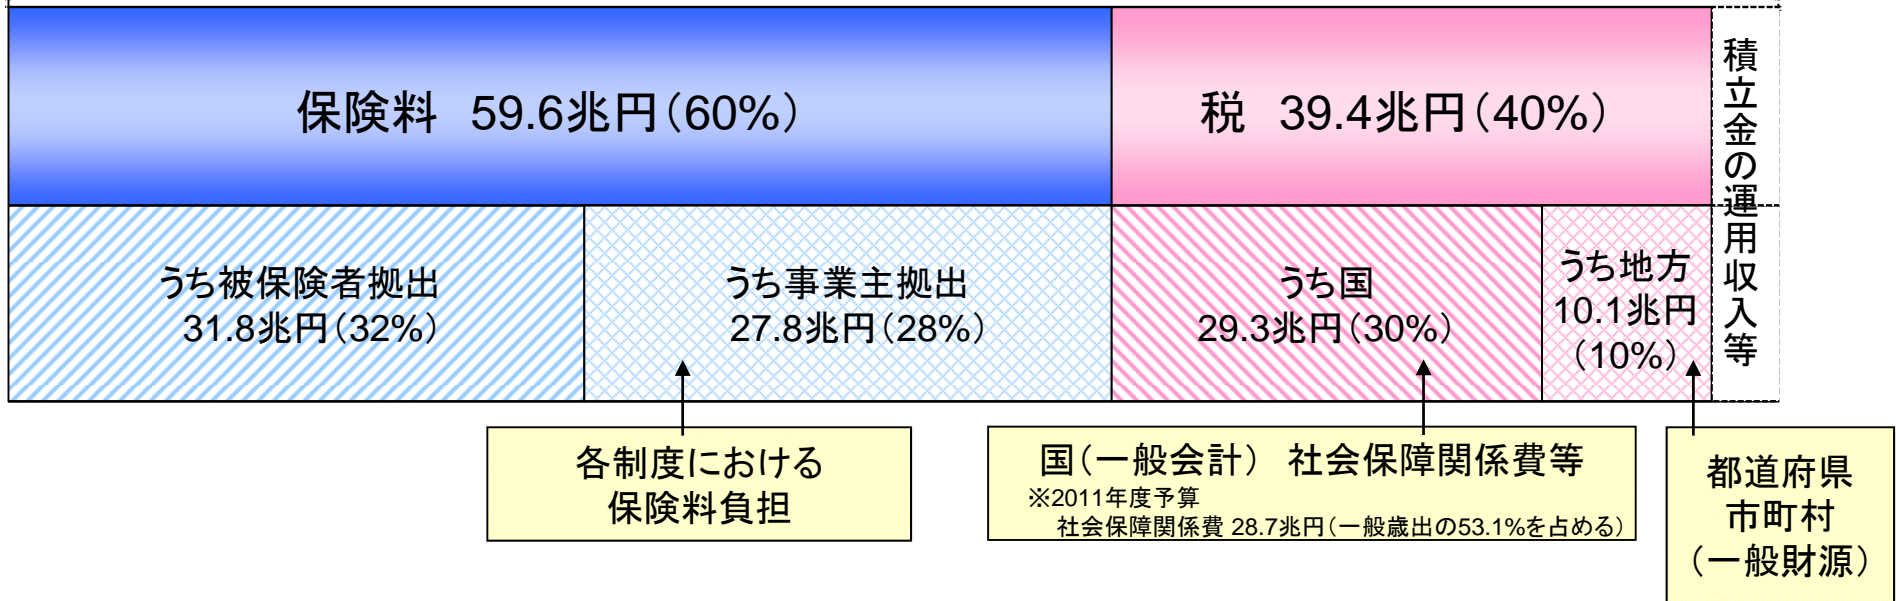 保険料 59.6兆円(60%)
税 39.4兆円(40%)
積立金の運用収入等
うち被保険者拠出
31.8兆円(32%)
うち事業主拠出
27.8兆円(28%)
うち国
29.3兆円(30%)
うち地方
10.1兆円
(10%)
各制度における
保険料負担
国(一般会計) 社会保障関係費等
※2011年度予算
社会保障関係費 28.7兆円(一般歳出の53.1%を占める)
都道府県
市町村
(一般財源)